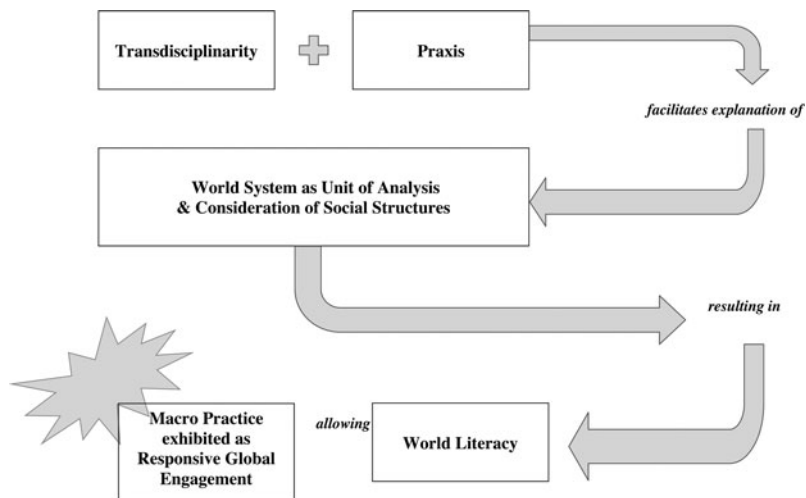 Transdisciplinarity
Praxis
facilitates explanation of
World System as Unit of Analysis
& Consideration of Social Structures
resulting in
World Literacy
allowing
Macro Practice
exhibited as
Responsive Global
Engagement